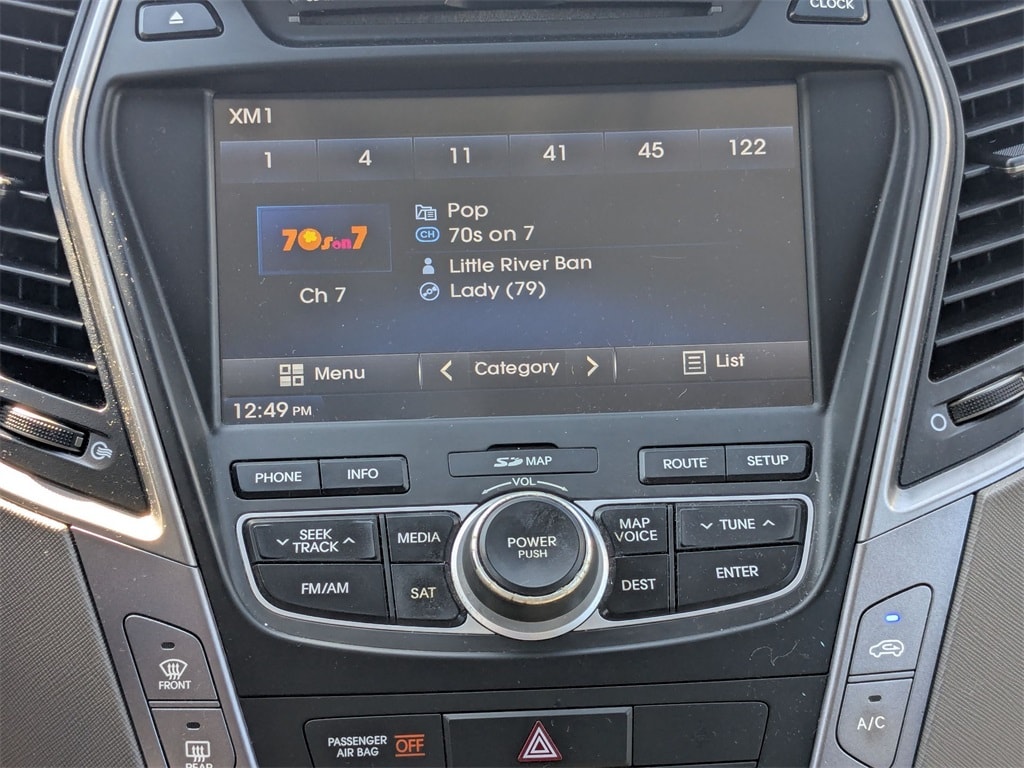 CLOCK
XM1
1 4 11 41 45 122
70s on 7
Ch 7
Pop
CH 70s on 7
Little River Ban
Lady (79)
Menu
Category
List
12:49 PM
PHONE INFO
SD MAP
ROUTE SETUP
VOL
SEEK
TRACK
MEDIA
POWER
PUSH
MAP
VOICE
TUNE
FM/AM
SAT
DEST
ENTER
FRONT
REAR
A/C
PASSENGER
AIR BAG
OFF